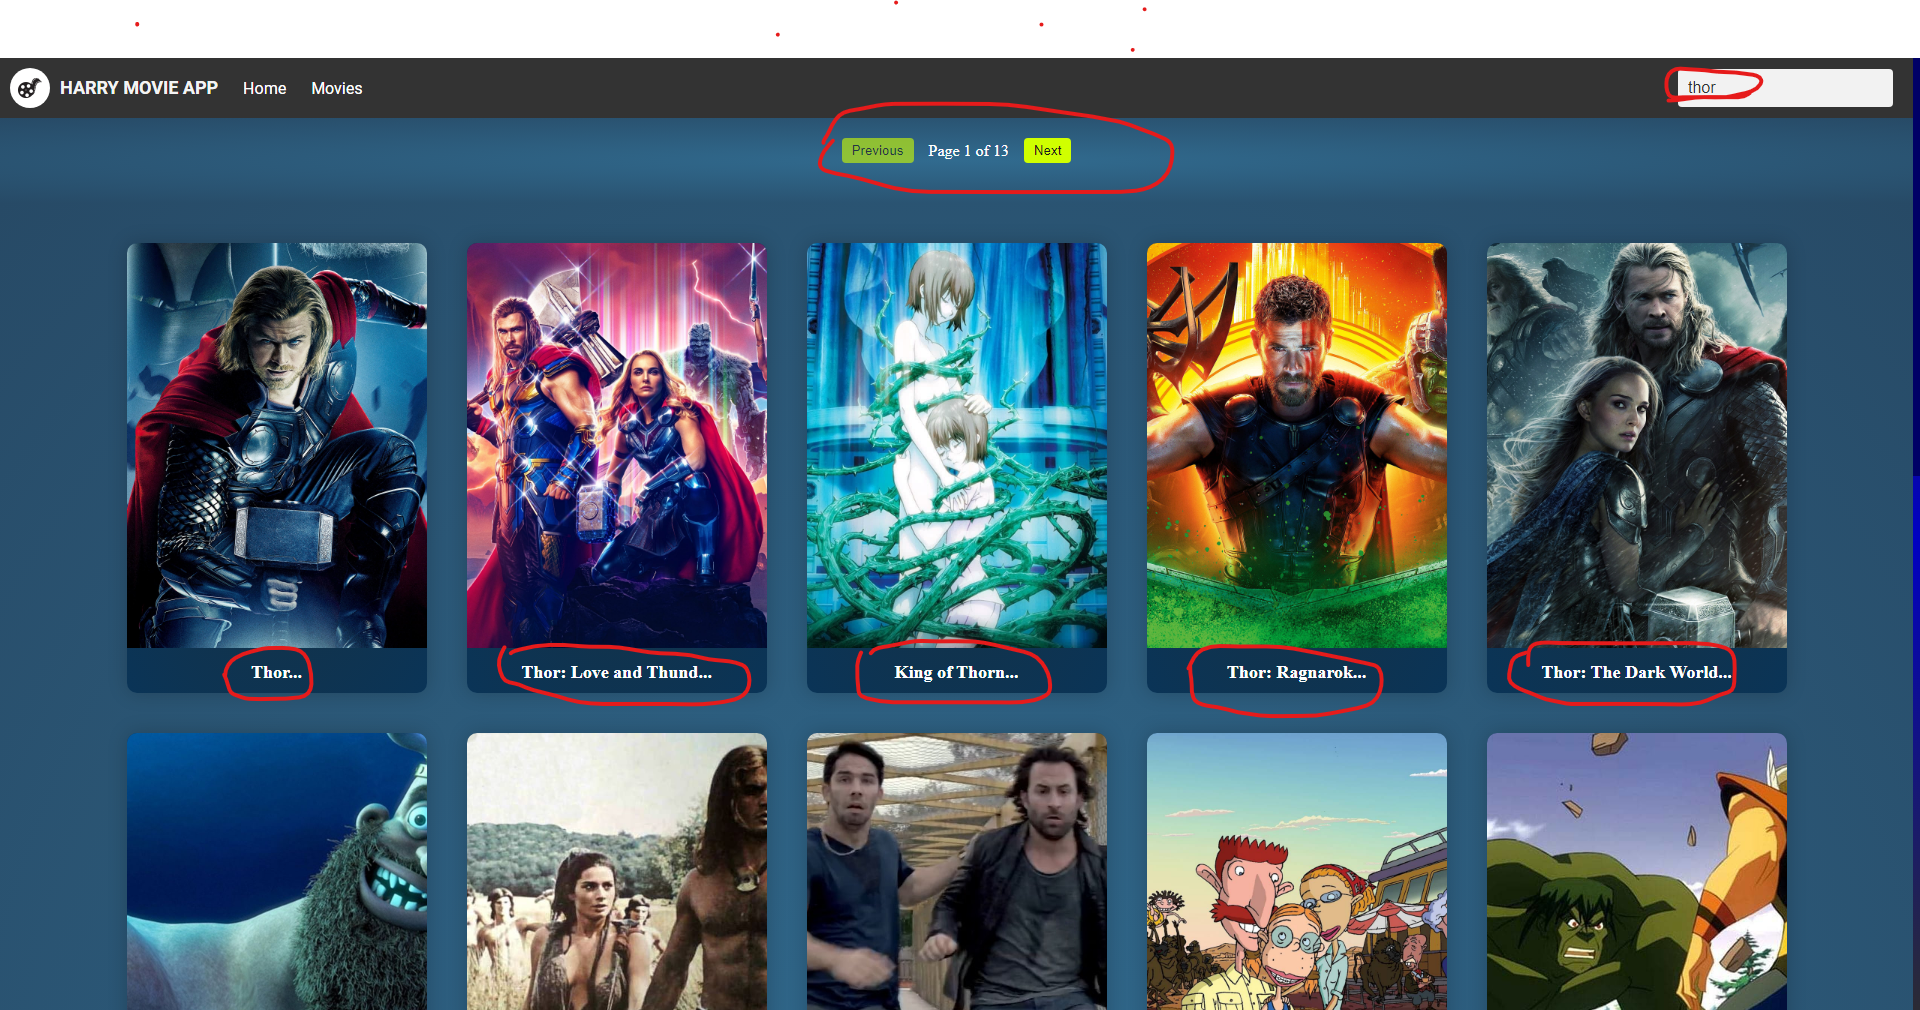 HARRY MOVIE APP Home Movies thor
Previous Page 1 of 13 Next
Thor... Thor: Love and Thund... King of Thorn... Thor: Ragnarok... Thor: The Dark World...